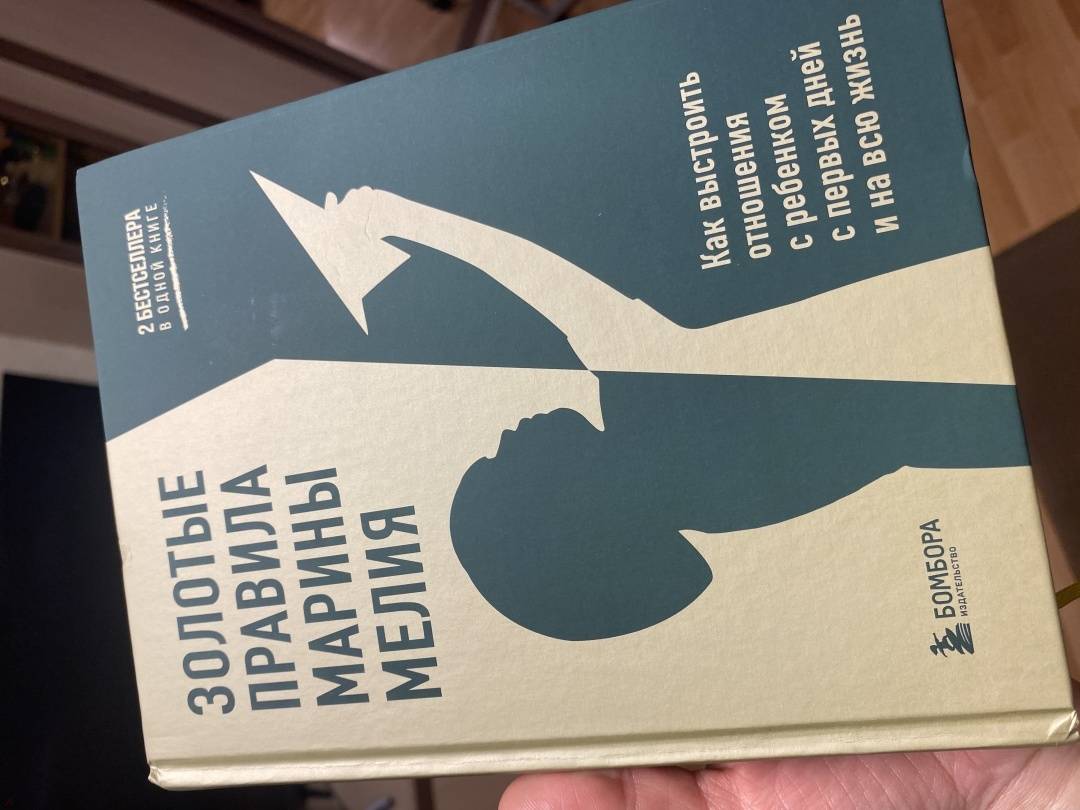 2 БЕСТСЕЛЛЕРА
В ОДНОЙ КНИГЕ
ЗОЛОТЫЕ
ПРАВИЛА
МАРИНЫ
МЕЛИЯ
Как выстроить
отношения
с ребенком
с первых дней
и на всю жизнь
БОМБОРА
ИЗДАТЕЛЬСТВО